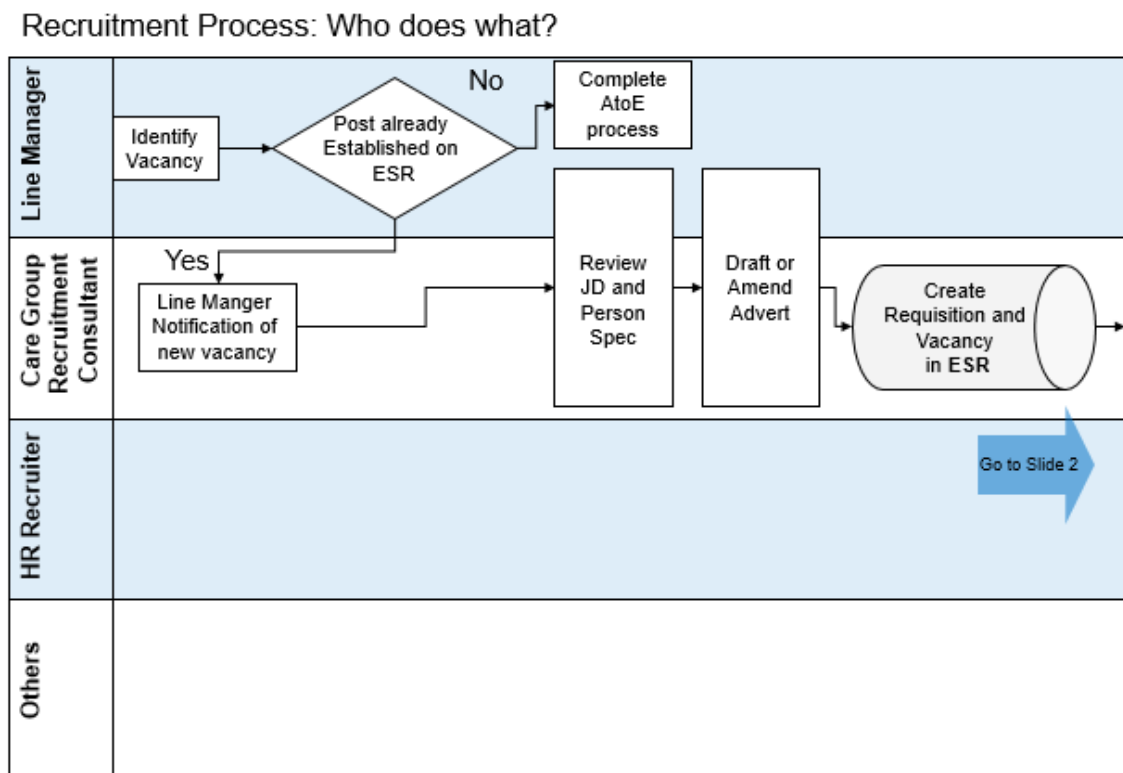 Recruitment Process: Who does what?
Line Manager
Identify
Vacancy
Post already
Established on
ESR
No
Complete
AtoE
process
Care Group
Recruitment
Consultant
Yes
Line Manger
Notification of
new vacancy
Review
JD and
Person
Spec
Draft or
Amend
Advert
Create
Requisition and
Vacancy
in ESR
HR Recruiter
Go to Slide 2
Others